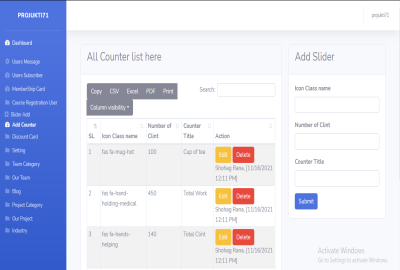 PROJUKTI71
projukti71
Dashboard
Users Message
Users Subscriber
MemberShip Card
Course Registration User
Slider Add
Add Counter
Discount Card
Setting
Team Category
Our Team
Blog
Project Category
Our Project
Industry
All Counter list here
Copy CSV Excel PDF Print
Column visibility
Search:
SL Icon Class name Number of Clint Counter Title Action
1 fas fa-mug-hot 100 Cup of tea Edit Delete
Shohag Rana, [11/16/2021
12:11 PM]
2 fas fa-hand-
holding-medical 450 Total Work Edit Delete
Shohag Rana, [11/16/2021
12:11 PM]
3 fas fa-hands-
helping 140 Total Clint Edit Delete
Shohag Rana, [11/16/2021
12:11 PM]
Add Slider
Icon Class name
Number of Clint
Counter Title
Submit
Activate Windows
Go to Settings to activate Windows.